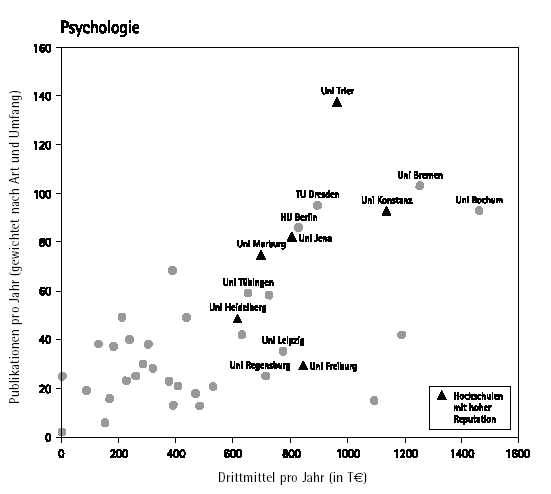 Psychologie
160
140
120
100
80
60
40
20
0
Publikationen pro Jahr (gewichtet nach Art und Umfang)
Uni Trier
Uni Bremen
TU Dresden
Uni Konstanz
Uni Bochum
HU Berlin
Uni Jena
Uni Marburg
Uni Tübingen
Uni Heidelberg
Uni Leipzig
Uni Regensburg
Uni Freiburg
Hochschulen
mit hoher
Reputation
0 200 400 600 800 1000 1200 1400 1600
Drittmittel pro Jahr (in T€)